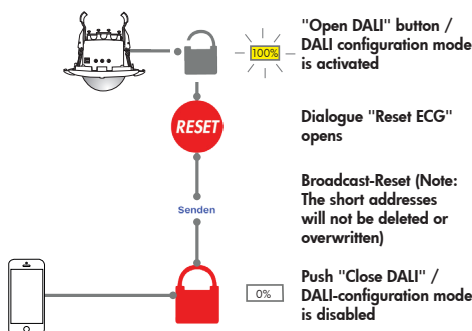 "Open DALI" button /
DALI configuration mode
is activated
100%
RESET
Dialogue "Reset ECG"
opens
Broadcast-Reset (Note:
The short addresses
will not be deleted or
overwritten)
Senden
Push "Close DALI" /
DALI-configuration mode
is disabled
0%